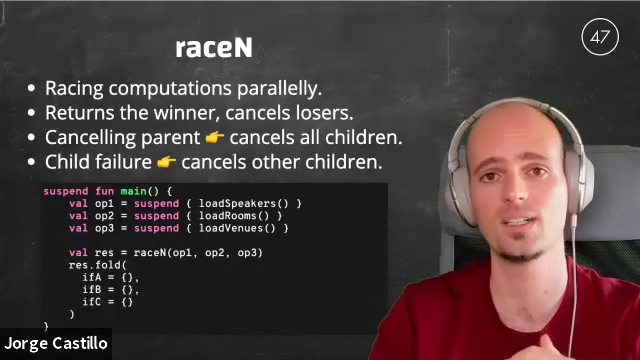 47
raceN
• Racing computations parallelly.
• Returns the winner, cancels losers.
• Cancelling parent 👉 cancels all children.
• Child failure 👉 cancels other children.
suspend fun main() {
    val op1 = suspend { loadSpeakers() }
    val op2 = suspend { loadRooms() }
    val op3 = suspend { loadVenues() }

    val res = raceN(op1, op2, op3)
    res.fold(
      ifA = {},
      ifB = {},
      ifC = {}
    )
}
Jorge Castillo